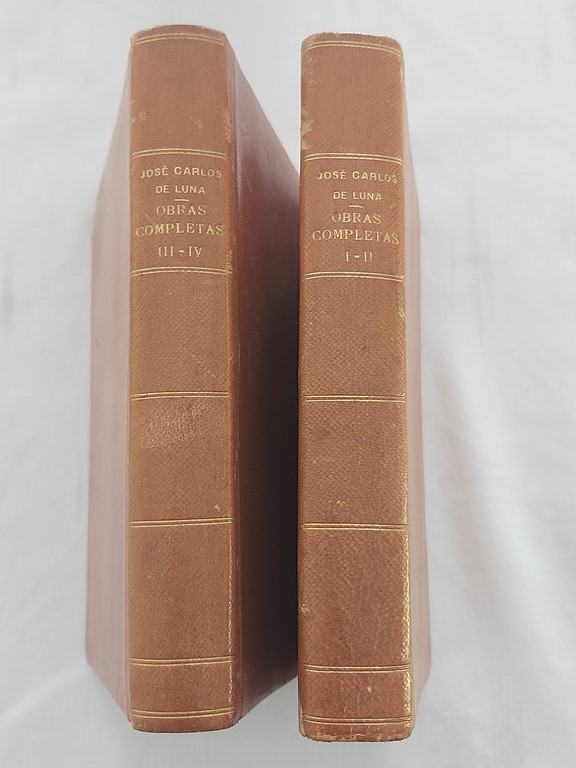 JOSÉ CARLOS
DE LUNA
OBRAS
COMPLETAS
III - IV
JOSÉ CARLOS
DE LUNA
OBRAS
COMPLETAS
I - II